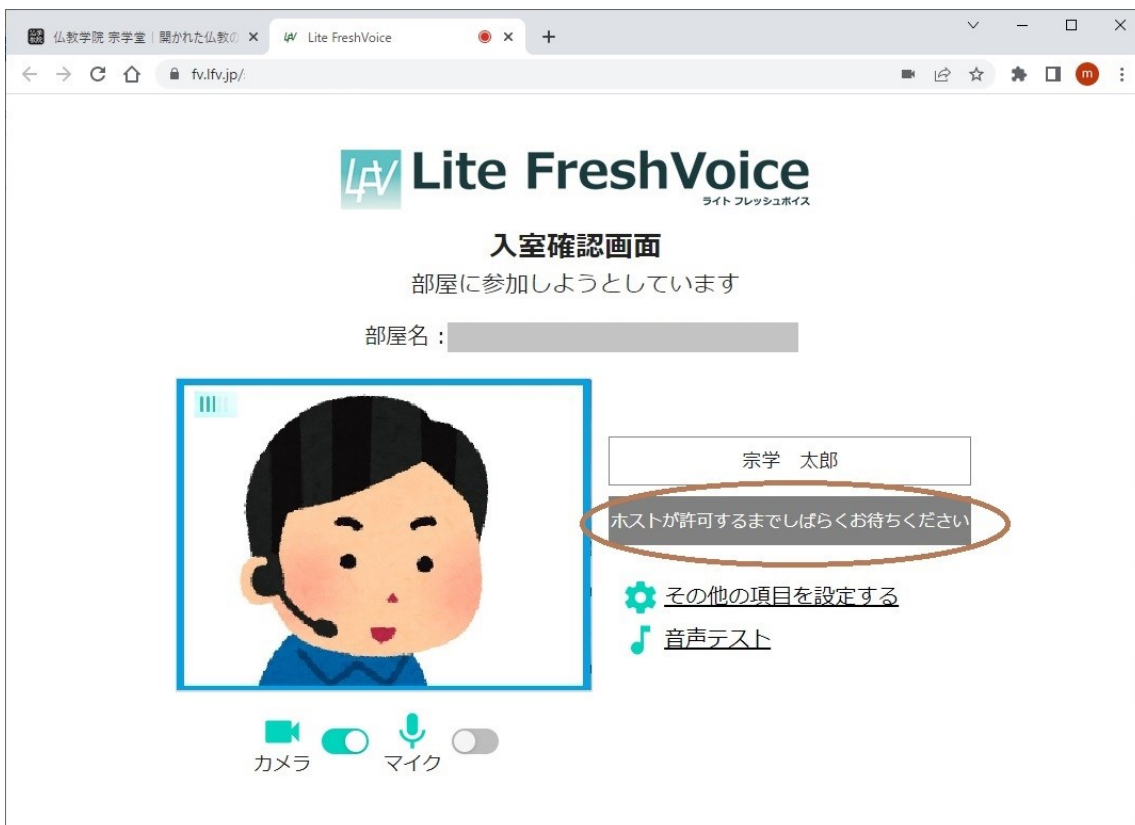 仏教学院 宗学堂｜開かれた仏教の
Lite FreshVoice
fv.lfv.jp/
m
LFV Lite FreshVoice
ライト フレッシュボイス
入室確認画面
部屋に参加しようとしています
部屋名：
宗学　太郎
ホストが許可するまでしばらくお待ちください
その他の項目を設定する
音声テスト
カメラ
マイク